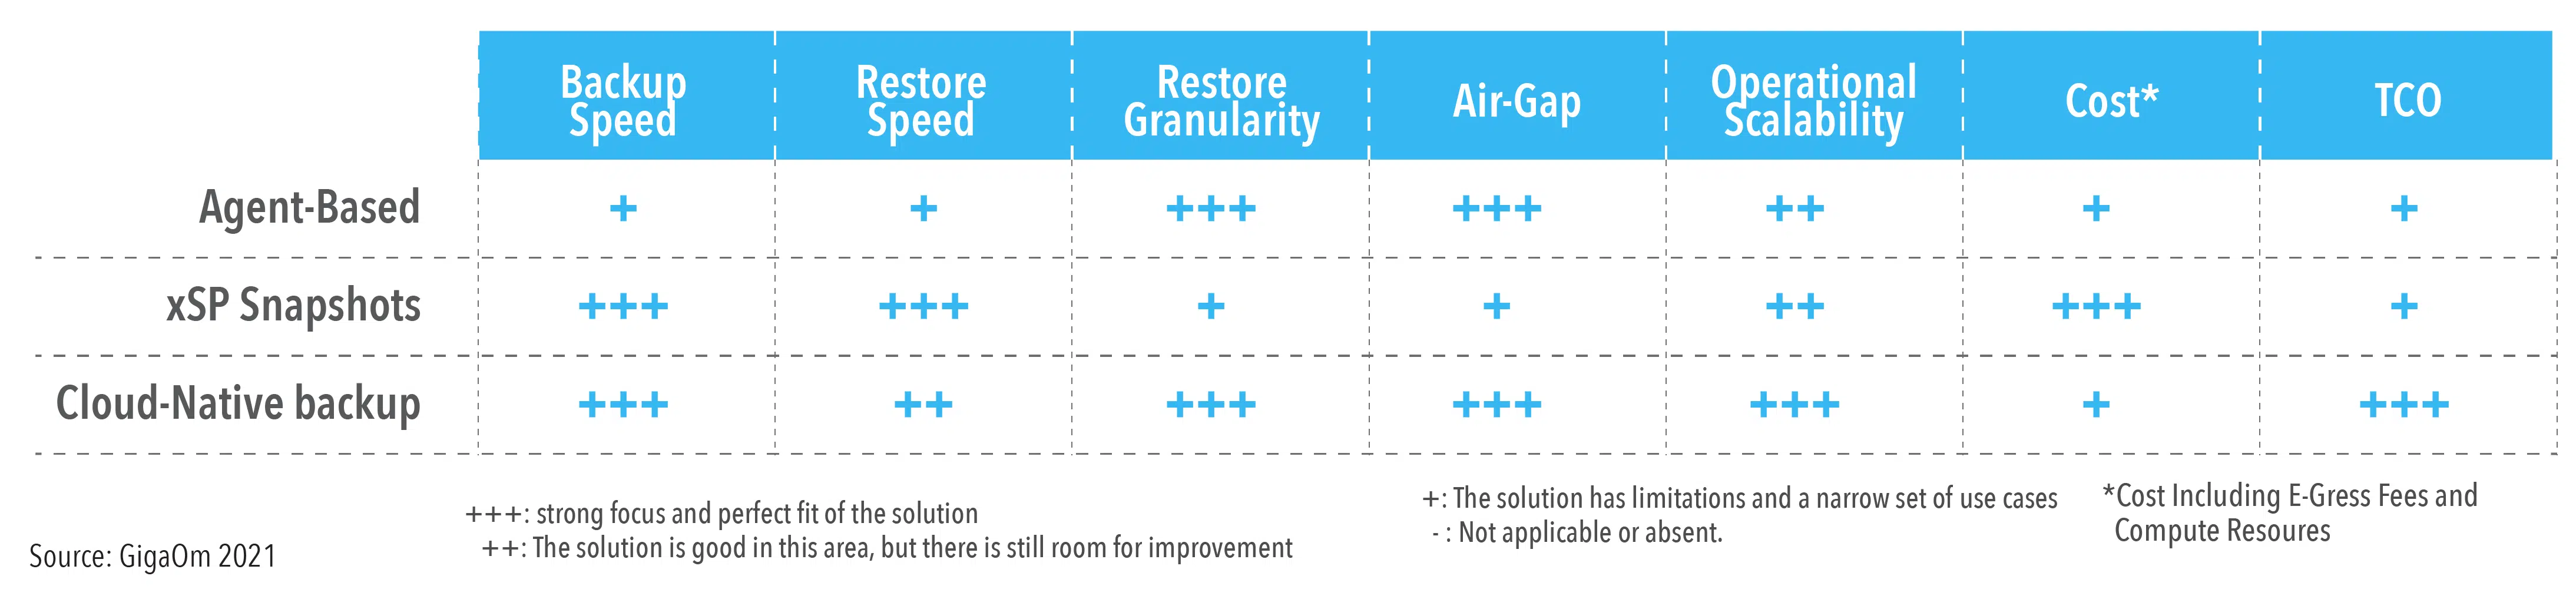 Backup Speed Restore Speed Restore Granularity Air-Gap Operational Scalability Cost* TCO
Agent-Based + + +++ +++ ++ + +
xSP Snapshots +++ +++ + + ++ +++ +
Cloud-Native backup +++ ++ +++ +++ +++ + +++
+++: strong focus and perfect fit of the solution
++: The solution is good in this area, but there is still room for improvement
+: The solution has limitations and a narrow set of use cases
- : Not applicable or absent.
*Cost Including E-Gress Fees and
Compute Resoures
Source: GigaOm 2021